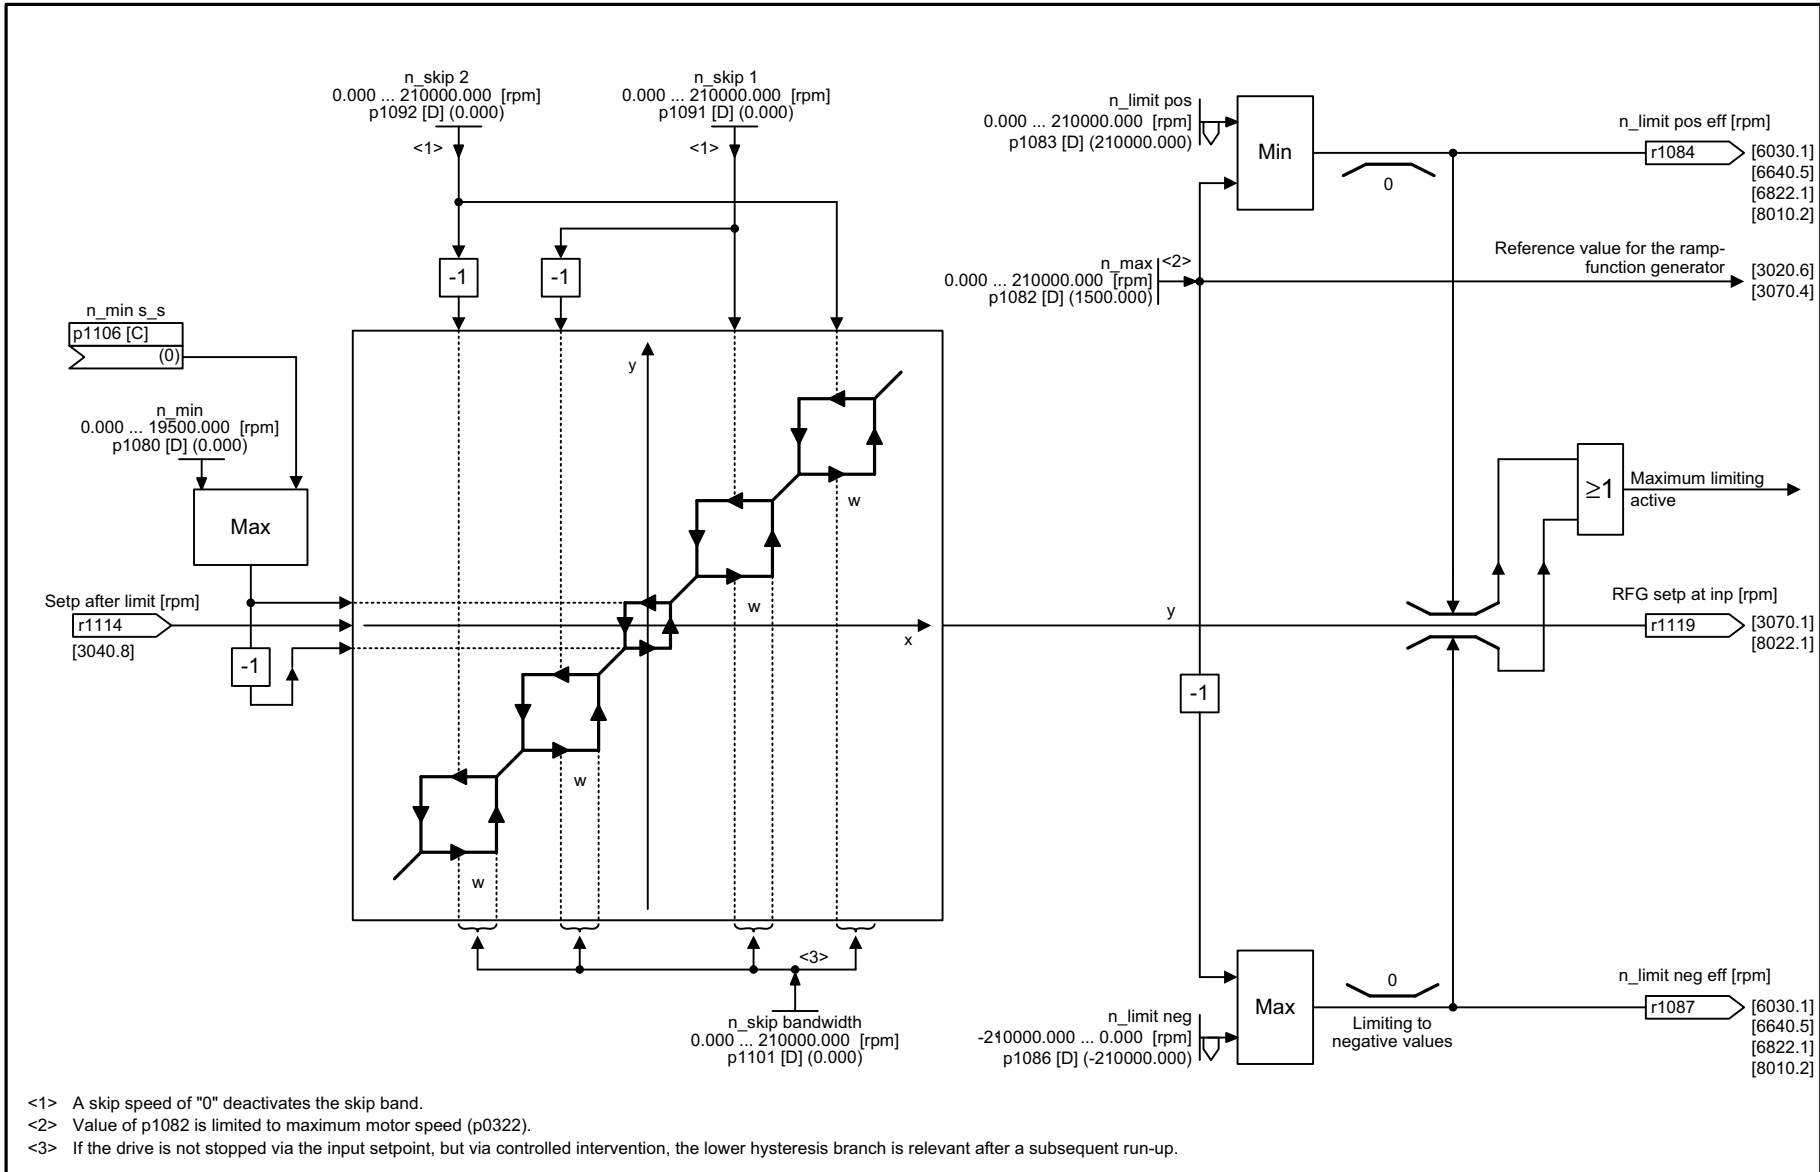 n_skip 2
0.000 ... 210000.000 [rpm]
p1092 [D] (0.000)
<1>
n_skip 1
0.000 ... 210000.000 [rpm]
p1091 [D] (0.000)
<1>
-1
-1
n_min s_s
p1106 [C]
(0)
n_min
0.000 ... 19500.000 [rpm]
p1080 [D] (0.000)
Max
Setp after limit [rpm]
r1114
[3040.8]
-1
y
x
w
w
w
w
<3>
n_skip bandwidth
0.000 ... 210000.000 [rpm]
p1101 [D] (0.000)
n_limit pos
0.000 ... 210000.000 [rpm]
p1083 [D] (210000.000)
Min
0
n_limit pos eff [rpm]
r1084
[6030.1]
[6640.5]
[6822.1]
[8010.2]
n_max
<2>
0.000 ... 210000.000 [rpm]
p1082 [D] (1500.000)
Reference value for the ramp-
function generator
[3020.6]
[3070.4]
≥1
Maximum limiting
active
y
RFG setp at inp [rpm]
r1119
[3070.1]
[8022.1]
-1
n_limit neg
-210000.000 ... 0.000 [rpm]
p1086 [D] (-210000.000)
Max
0
Limiting to
negative values
n_limit neg eff [rpm]
r1087
[6030.1]
[6640.5]
[6822.1]
[8010.2]
<1> A skip speed of "0" deactivates the skip band.
<2> Value of p1082 is limited to maximum motor speed (p0322).
<3> If the drive is not stopped via the input setpoint, but via controlled intervention, the lower hysteresis branch is relevant after a subsequent run-up.